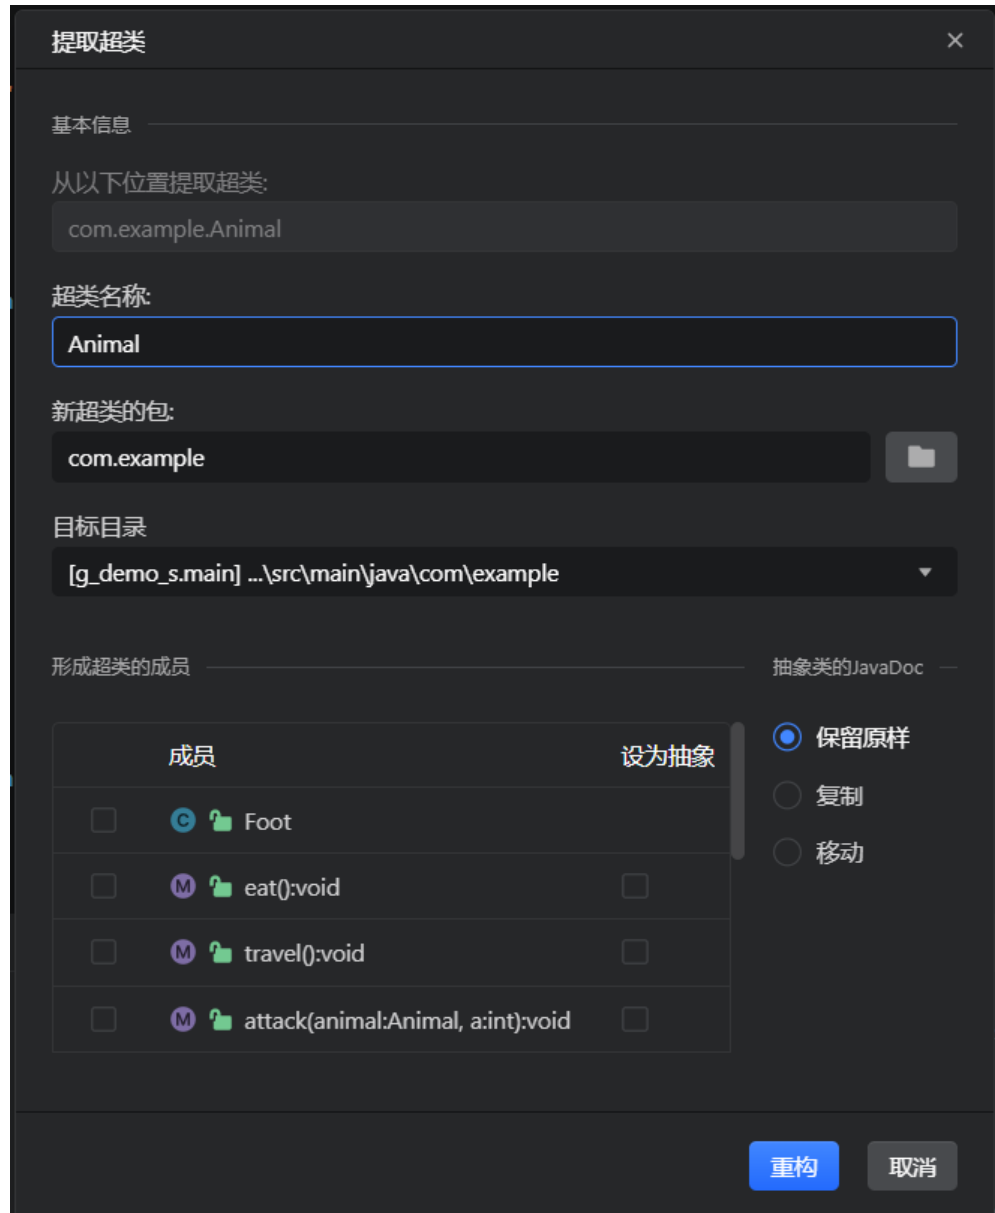 提取超类
基本信息
从以下位置提取超类:
com.example.Animal
超类名称:
Animal
新超类的包:
com.example
目标目录
[g_demo_s.main] ...\src\main\java\com\example
形成超类的成员
成员 设为抽象
C Foot
M eat():void
M travel():void
M attack(animal:Animal, a:int):void
抽象类的JavaDoc
保留原样
复制
移动
重构 取消